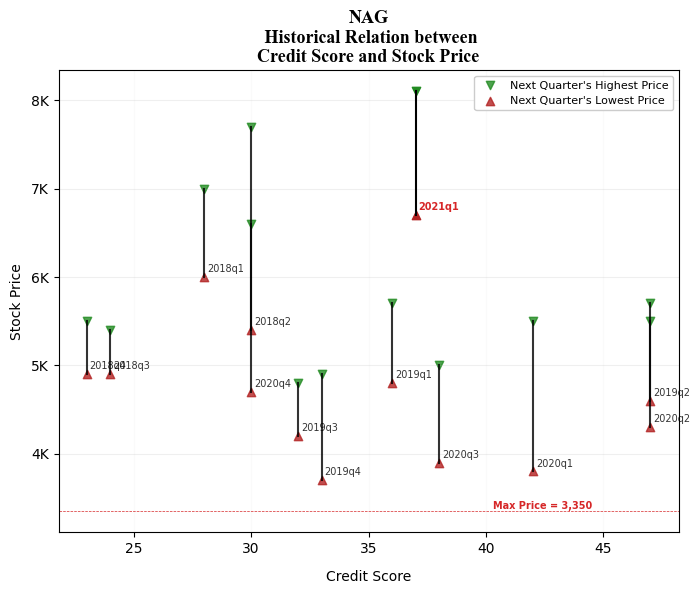 NAG
Historical Relation between
Credit Score and Stock Price
Next Quarter's Highest Price
Next Quarter's Lowest Price
8K
7K
6K
5K
4K
Stock Price
2021q1
2018q1
2018q2
2018q4
2018q3
2019q1
2020q4
2019q2
2019q3
2020q2
2020q3
2019q4
2020q1
Max Price = 3,350
25
30
35
40
45
Credit Score